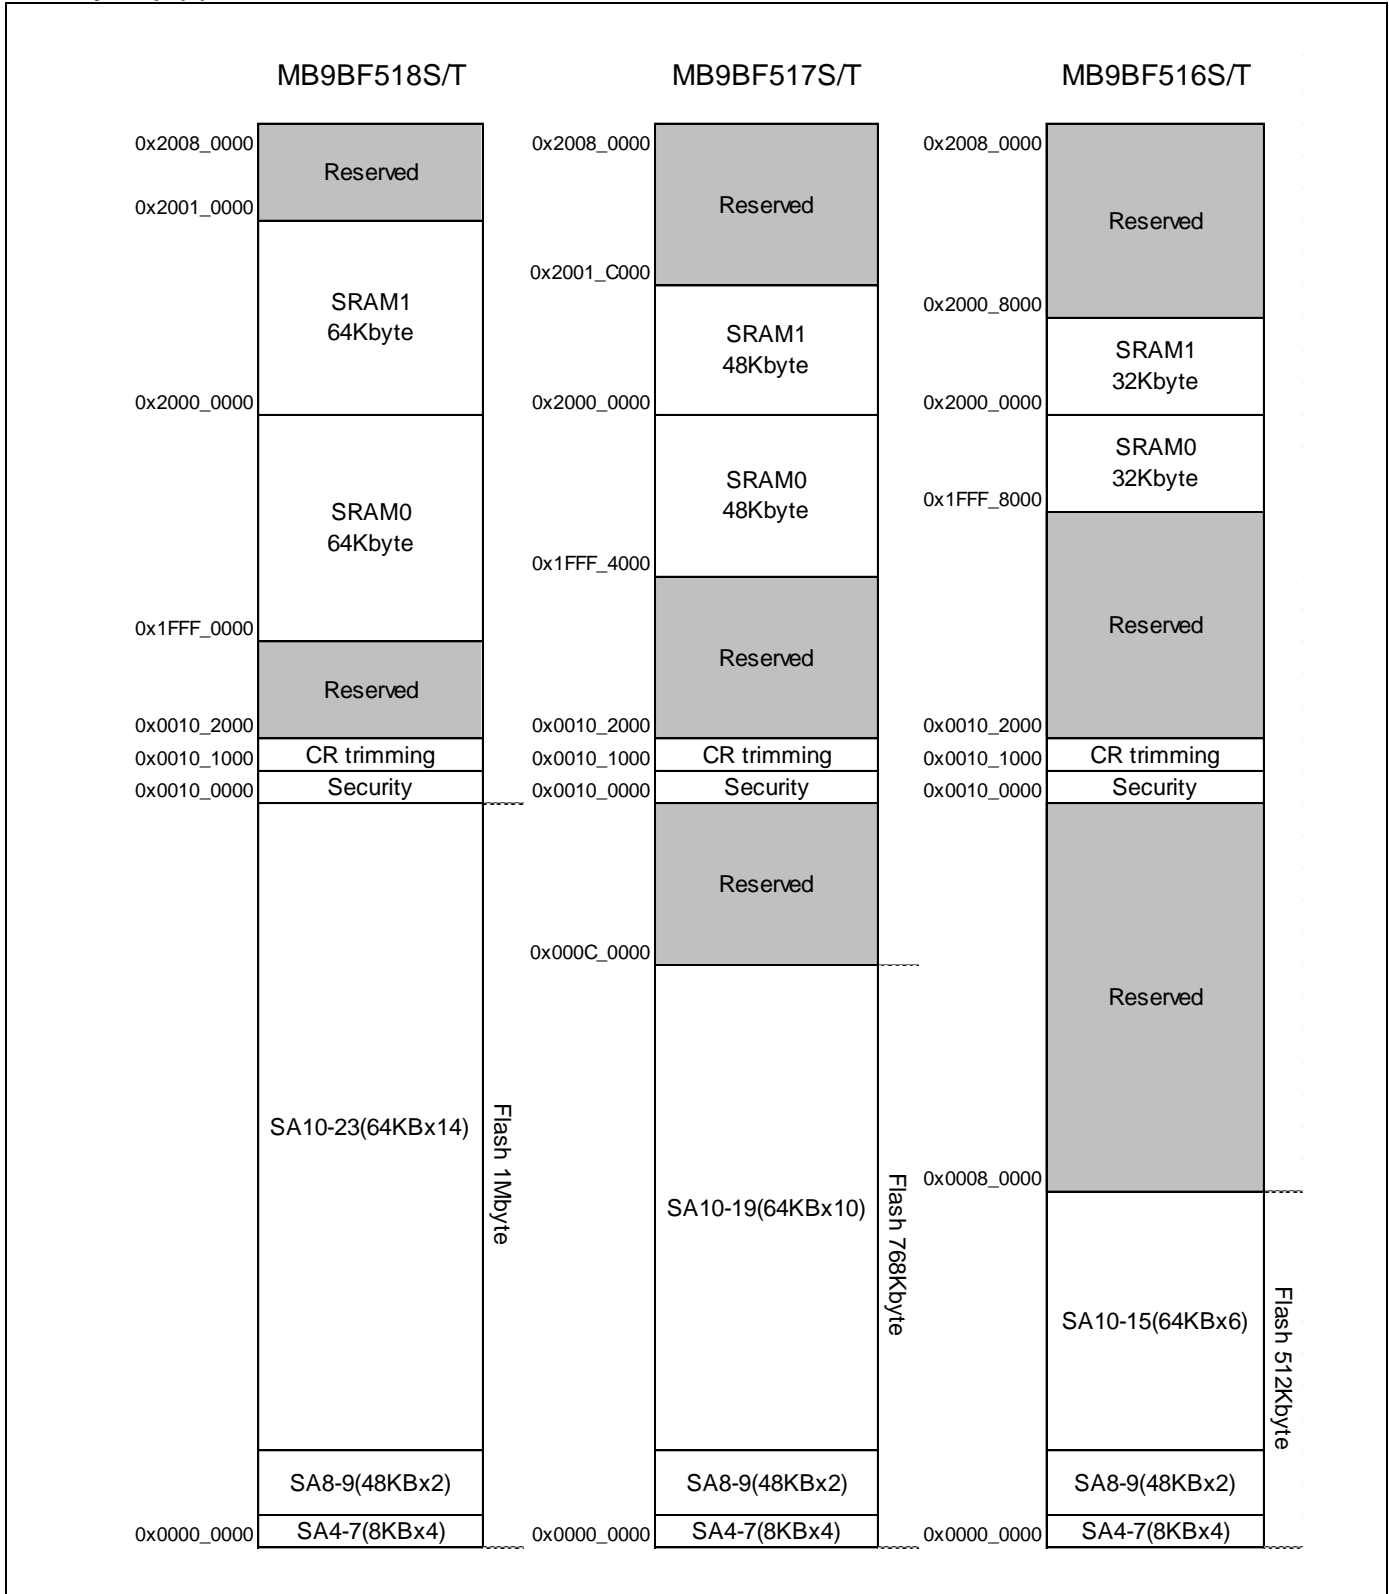 MB9BF518S/T
0x2008_0000
Reserved
0x2001_0000
SRAM1
64Kbyte
0x2000_0000
SRAM0
64Kbyte
0x1FFF_0000
Reserved
0x0010_2000
CR trimming
0x0010_1000
Security
0x0010_0000
SA10-23(64KBx14)
Flash 1Mbyte
SA8-9(48KBx2)
SA4-7(8KBx4)
0x0000_0000
MB9BF517S/T
0x2008_0000
Reserved
0x2001_C000
SRAM1
48Kbyte
0x2000_0000
SRAM0
48Kbyte
0x1FFF_4000
Reserved
0x0010_2000
CR trimming
0x0010_1000
Security
0x0010_0000
Reserved
0x000C_0000
SA10-19(64KBx10)
Flash 768Kbyte
SA8-9(48KBx2)
SA4-7(8KBx4)
0x0000_0000
MB9BF516S/T
0x2008_0000
Reserved
0x2000_8000
SRAM1
32Kbyte
0x2000_0000
SRAM0
32Kbyte
0x1FFF_8000
Reserved
0x0010_2000
CR trimming
0x0010_1000
Security
0x0010_0000
Reserved
0x0008_0000
SA10-15(64KBx6)
Flash 512Kbyte
SA8-9(48KBx2)
SA4-7(8KBx4)
0x0000_0000